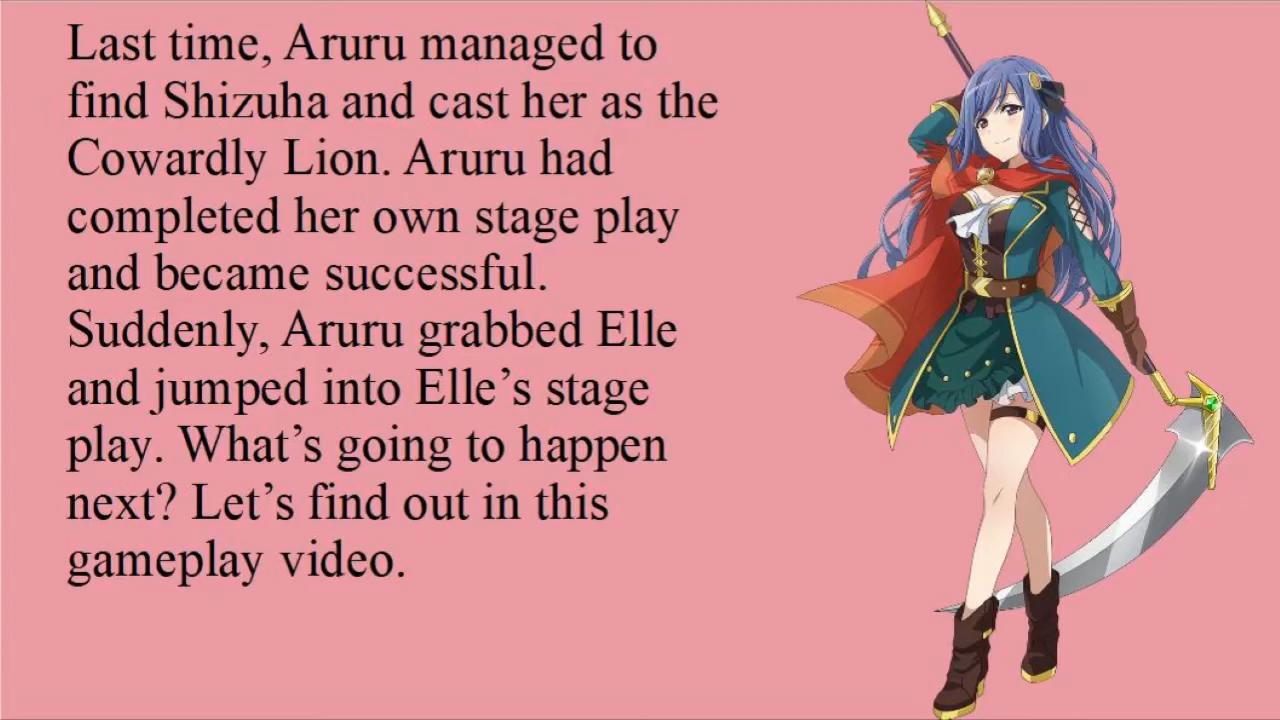 Last time, Aruru managed to
find Shizuha and cast her as the
Cowardly Lion. Aruru had
completed her own stage play
and became successful.
Suddenly, Aruru grabbed Elle
and jumped into Elle’s stage
play. What’s going to happen
next? Let’s find out in this
gameplay video.